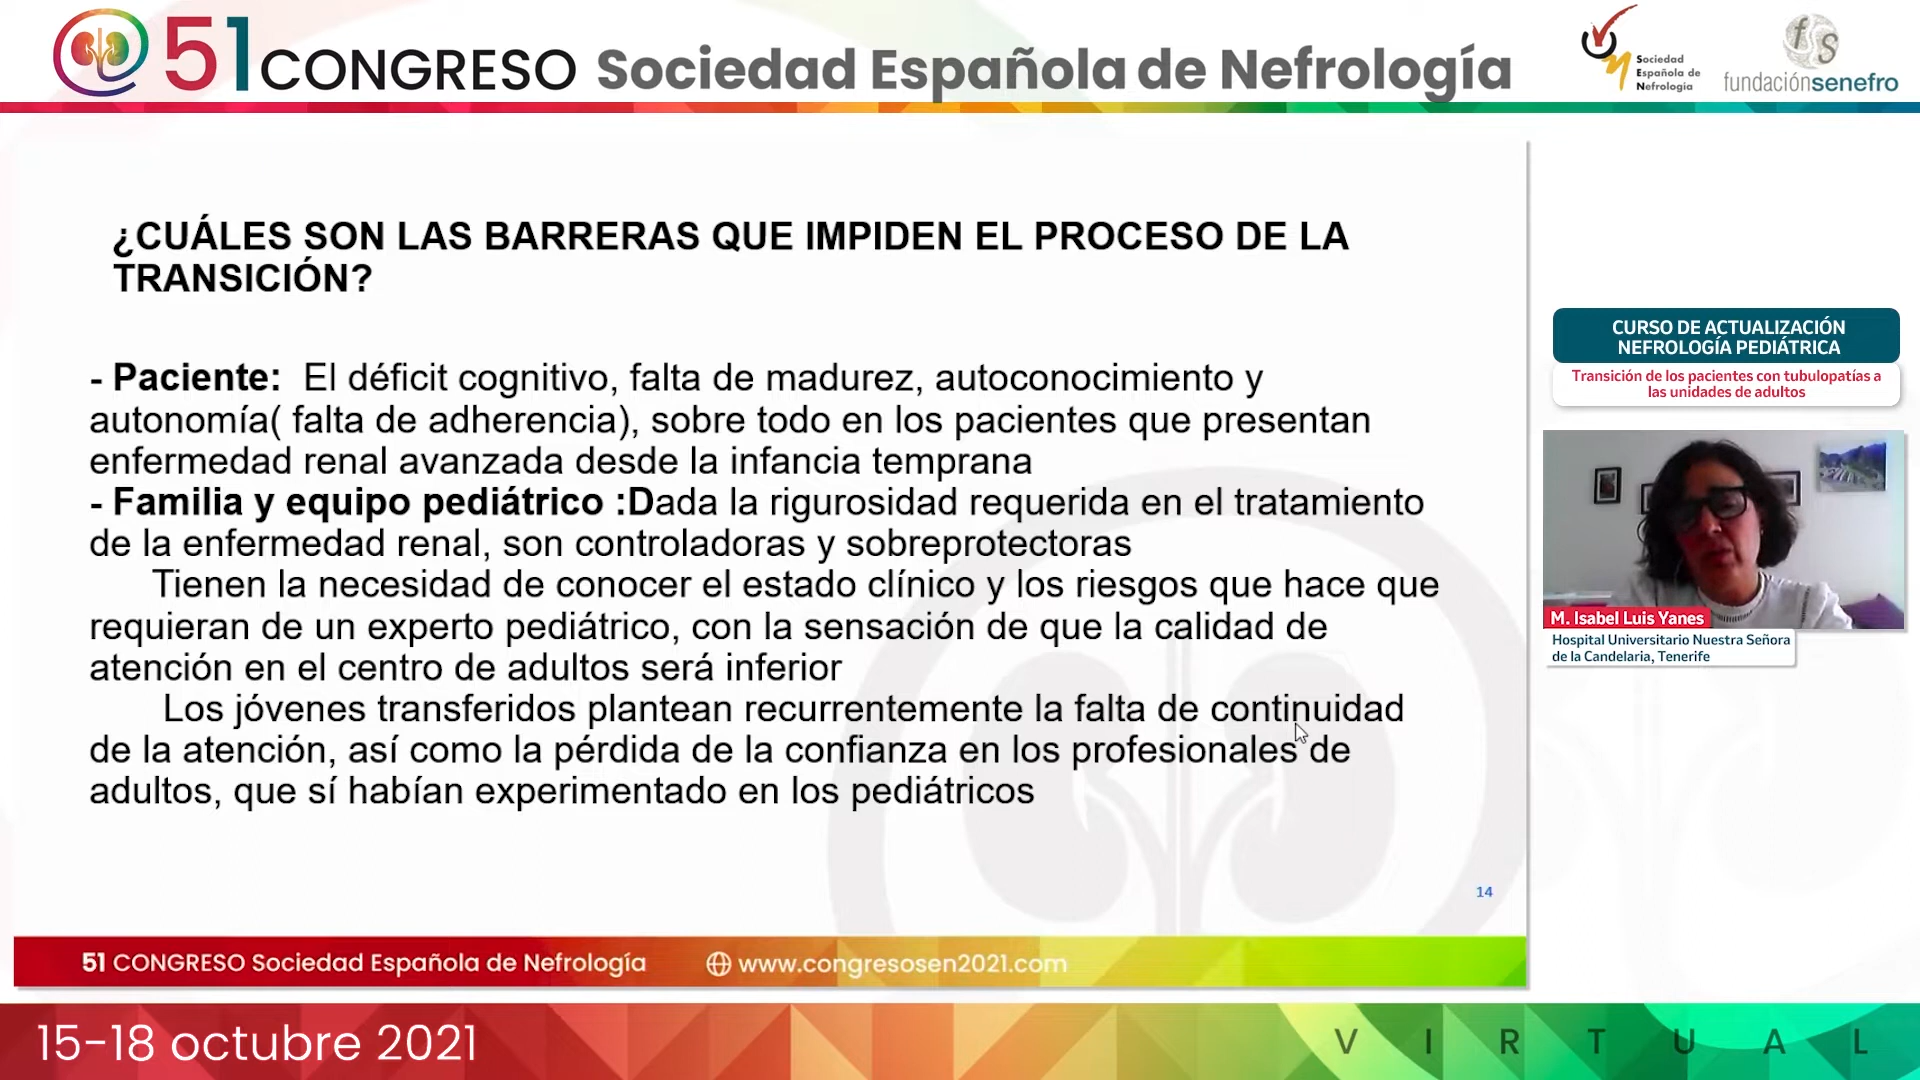 51 CONGRESO Sociedad Española de Nefrología
Sociedad
Española de
Nefrología
fundaciónsenefro
¿CUÁLES SON LAS BARRERAS QUE IMPIDEN EL PROCESO DE LA
TRANSICIÓN?
- Paciente: El déficit cognitivo, falta de madurez, autoconocimiento y
autonomía( falta de adherencia), sobre todo en los pacientes que presentan
enfermedad renal avanzada desde la infancia temprana
- Familia y equipo pediátrico :Dada la rigurosidad requerida en el tratamiento
de la enfermedad renal, son controladoras y sobreprotectoras
Tienen la necesidad de conocer el estado clínico y los riesgos que hace que
requieran de un experto pediátrico, con la sensación de que la calidad de
atención en el centro de adultos será inferior
Los jóvenes transferidos plantean recurrentemente la falta de continuidad
de la atención, así como la pérdida de la confianza en los profesionales de
adultos, que sí habían experimentado en los pediátricos
14
51 CONGRESO Sociedad Española de Nefrología www.congresosen2021.com
CURSO DE ACTUALIZACIÓN
NEFROLOGÍA PEDIÁTRICA
Transición de los pacientes con tubulopatías a
las unidades de adultos
M. Isabel Luis Yanes
Hospital Universitario Nuestra Señora
de la Candelaria, Tenerife
15-18 octubre 2021
VIRTUAL